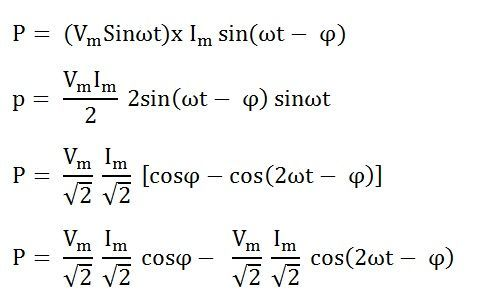 P = (VₘSinωt)x Iₘ sin(ωt − φ)
p = VₘIₘ/2 2sin(ωt − φ) sinωt
P = Vₘ/√2 Iₘ/√2 [cosφ − cos(2ωt − φ)]
P = Vₘ/√2 Iₘ/√2 cosφ − Vₘ/√2 Iₘ/√2 cos(2ωt − φ)